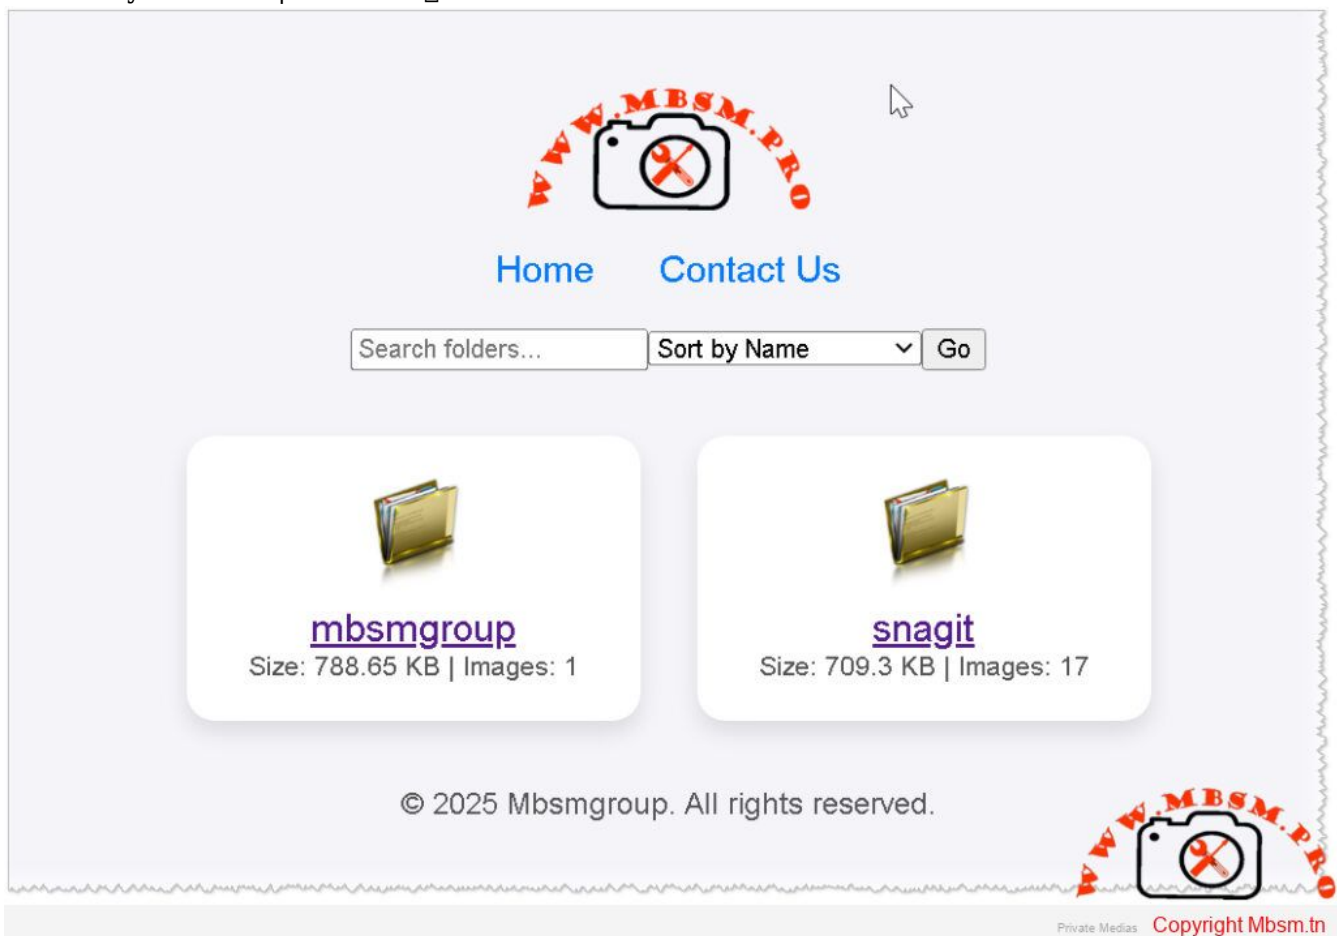 WWW.MBSM.PRO
Home Contact Us
Search folders... Sort by Name Go
mbsmgroup snagit
Size: 788.65 KB | Images: 1 Size: 709.3 KB | Images: 17
© 2025 Mbsmgroup. All rights reserved.
WWW.MBSM.PRO
Private Medias Copyright Mbsm.tn